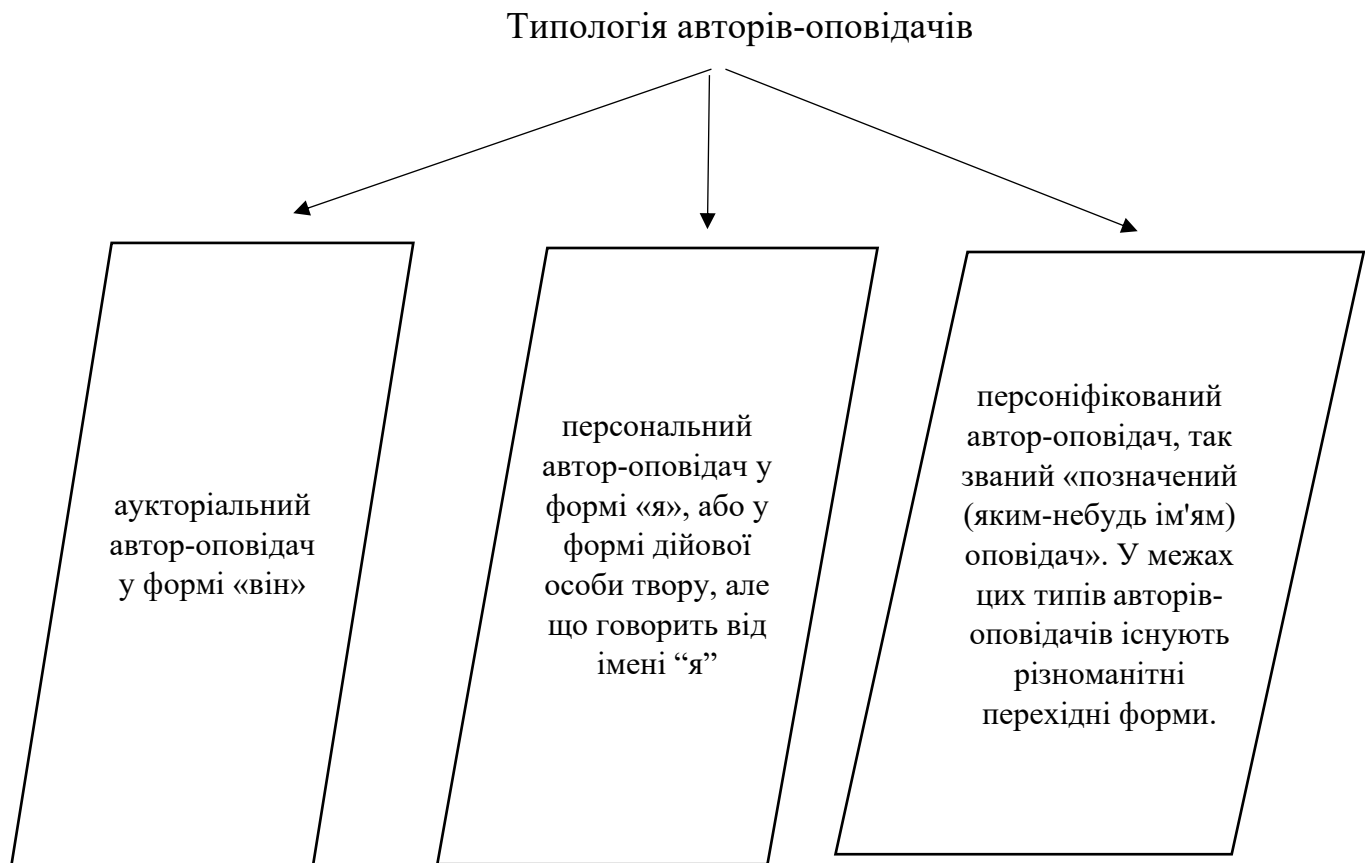 Типологія авторів-оповідачів
аукторіальний
автор-оповідач
у формі «він»
персональний
автор-оповідач у
формі «я», або у
формі дійової
особи твору, але
що говорить від
імені “я”
персоніфікований
автор-оповідач, так
званий «позначений
(яким-небудь ім'ям)
оповідач». У межах
цих типів авторів-
оповідачів існують
різноманітні
перехідні форми.